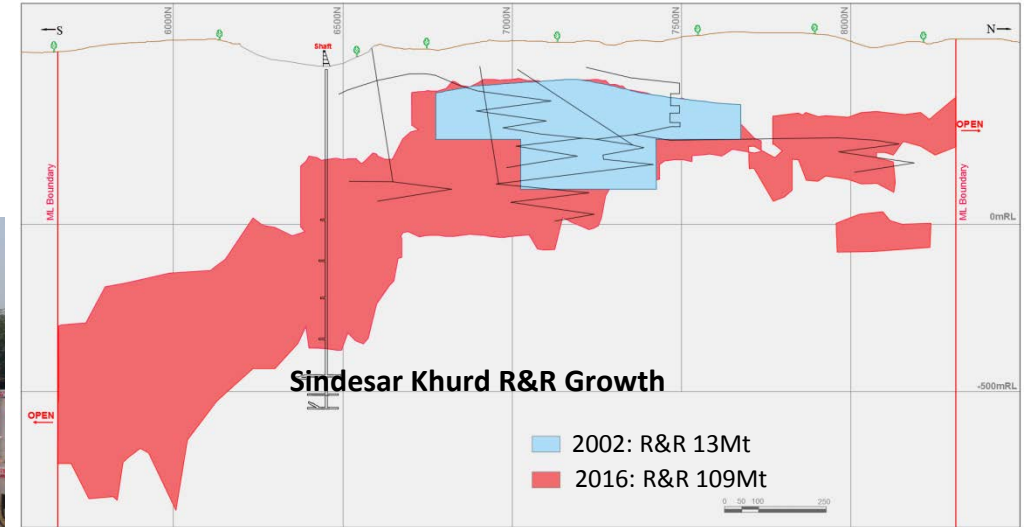 6000N
6500N
7000N
7500N
8000N
←S
N→
Shaft
OPEN
ML Boundary
ML Boundary
0mRL
Sindesar Khurd R&R Growth
-500mRL
OPEN
2002: R&R 13Mt
2016: R&R 109Mt
0 50 100 250